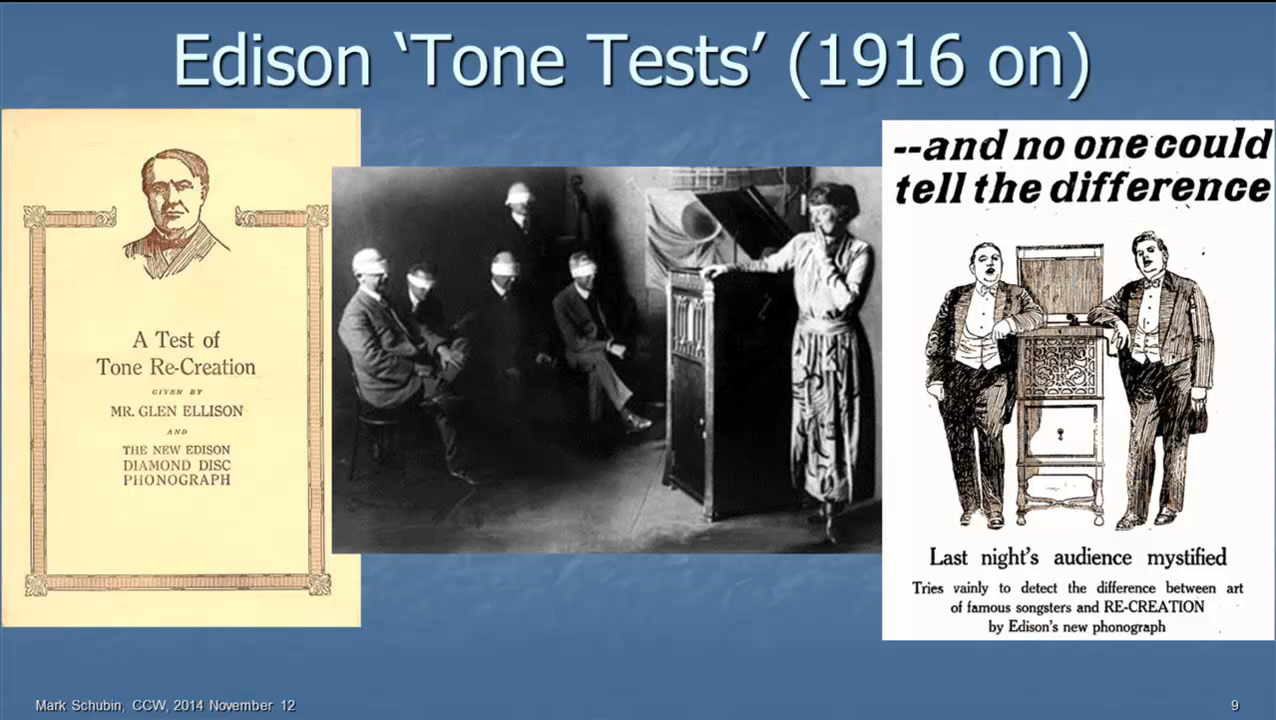 Edison ‘Tone Tests’ (1916 on)
A Test of
Tone Re-Creation
GIVEN BY
MR. GLEN ELLISON
AND
THE NEW EDISON
DIAMOND DISC
PHONOGRAPH
--and no one could
tell the difference
Last night's audience mystified
Tries vainly to detect the difference between art
of famous songsters and RE-CREATION
by Edison's new phonograph
Mark Schubin, CCW, 2014 November 12
9